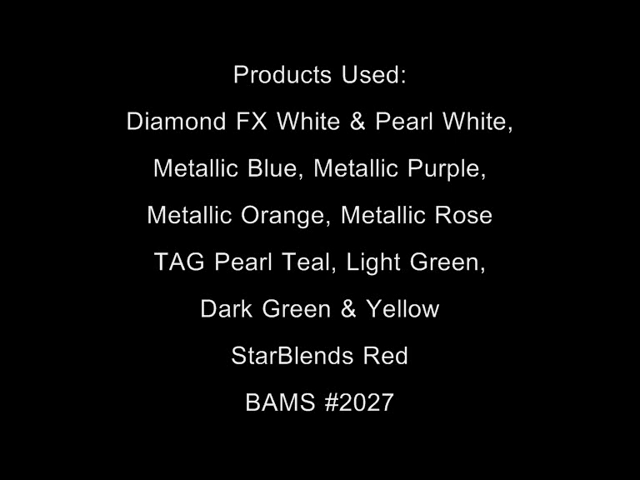 Products Used:
Diamond FX White & Pearl White,
Metallic Blue, Metallic Purple,
Metallic Orange, Metallic Rose
TAG Pearl Teal, Light Green,
Dark Green & Yellow
StarBlends Red
BAMS #2027